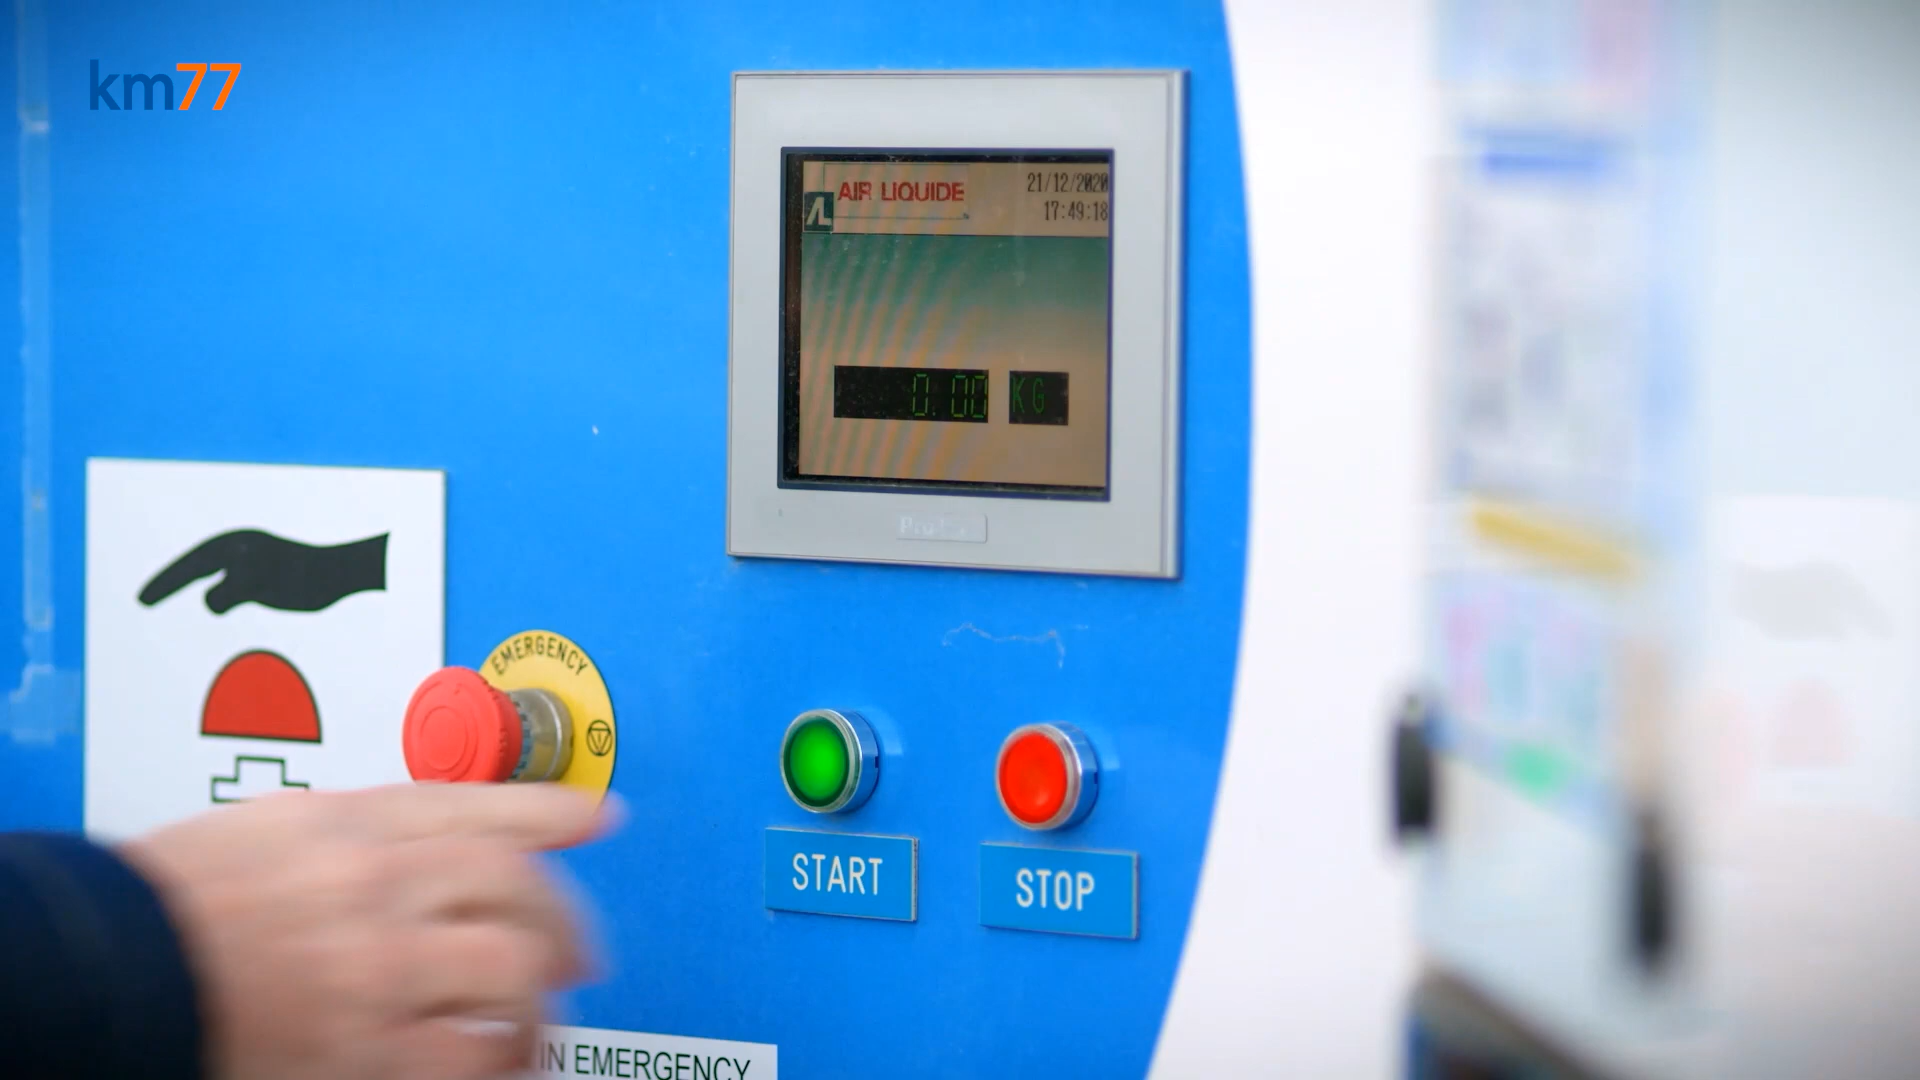 km77
AIR LIQUIDE
21/12/2020
17:49:18
0.00 KG
EMERGENCY
START
STOP
IN EMERGENCY